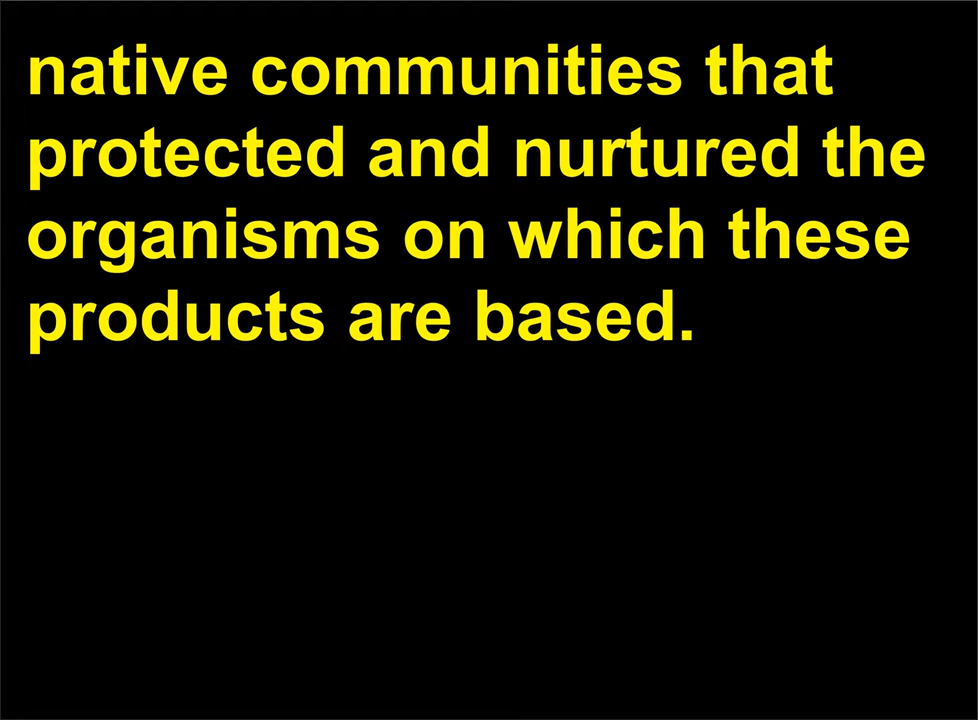 native communities that
protected and nurtured the
organisms on which these
products are based.